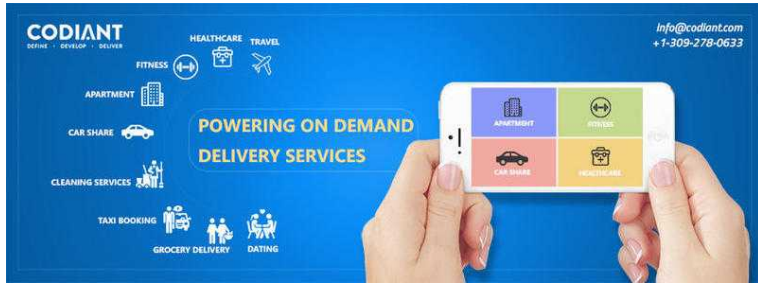 CODIANT
DEFINE · DEVELOP · DELIVER
HEALTHCARE
TRAVEL
FITNESS
APARTMENT
CAR SHARE
CLEANING SERVICES
TAXI BOOKING
GROCERY DELIVERY
DATING
POWERING ON DEMAND
DELIVERY SERVICES
Info@codiant.com
+1-309-278-0633
APARTMENT
FITNESS
CAR SHARE
HEALTHCARE